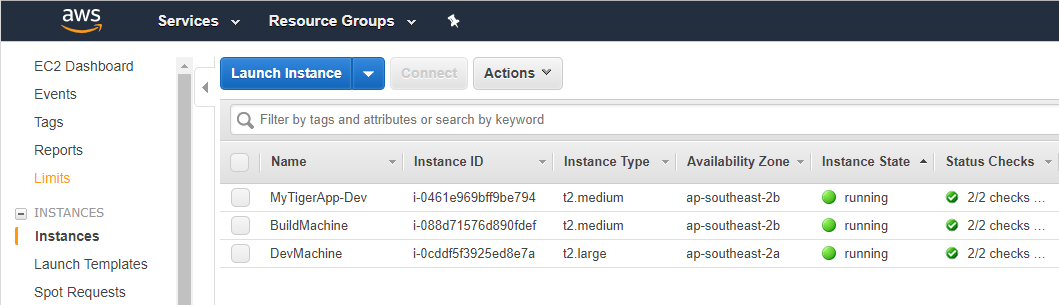 aws Services Resource Groups
EC2 Dashboard
Events
Tags
Reports
Limits
INSTANCES
Instances
Launch Templates
Spot Requests
Launch Instance Connect Actions
Filter by tags and attributes or search by keyword
Name Instance ID Instance Type Availability Zone Instance State Status Checks
MyTigerApp-Dev i-0461e969bff9be794 t2.medium ap-southeast-2b running 2/2 checks ...
BuildMachine i-088d71576d890fdef t2.medium ap-southeast-2b running 2/2 checks ...
DevMachine i-0cddf5f3925ed8e7a t2.large ap-southeast-2a running 2/2 checks ...